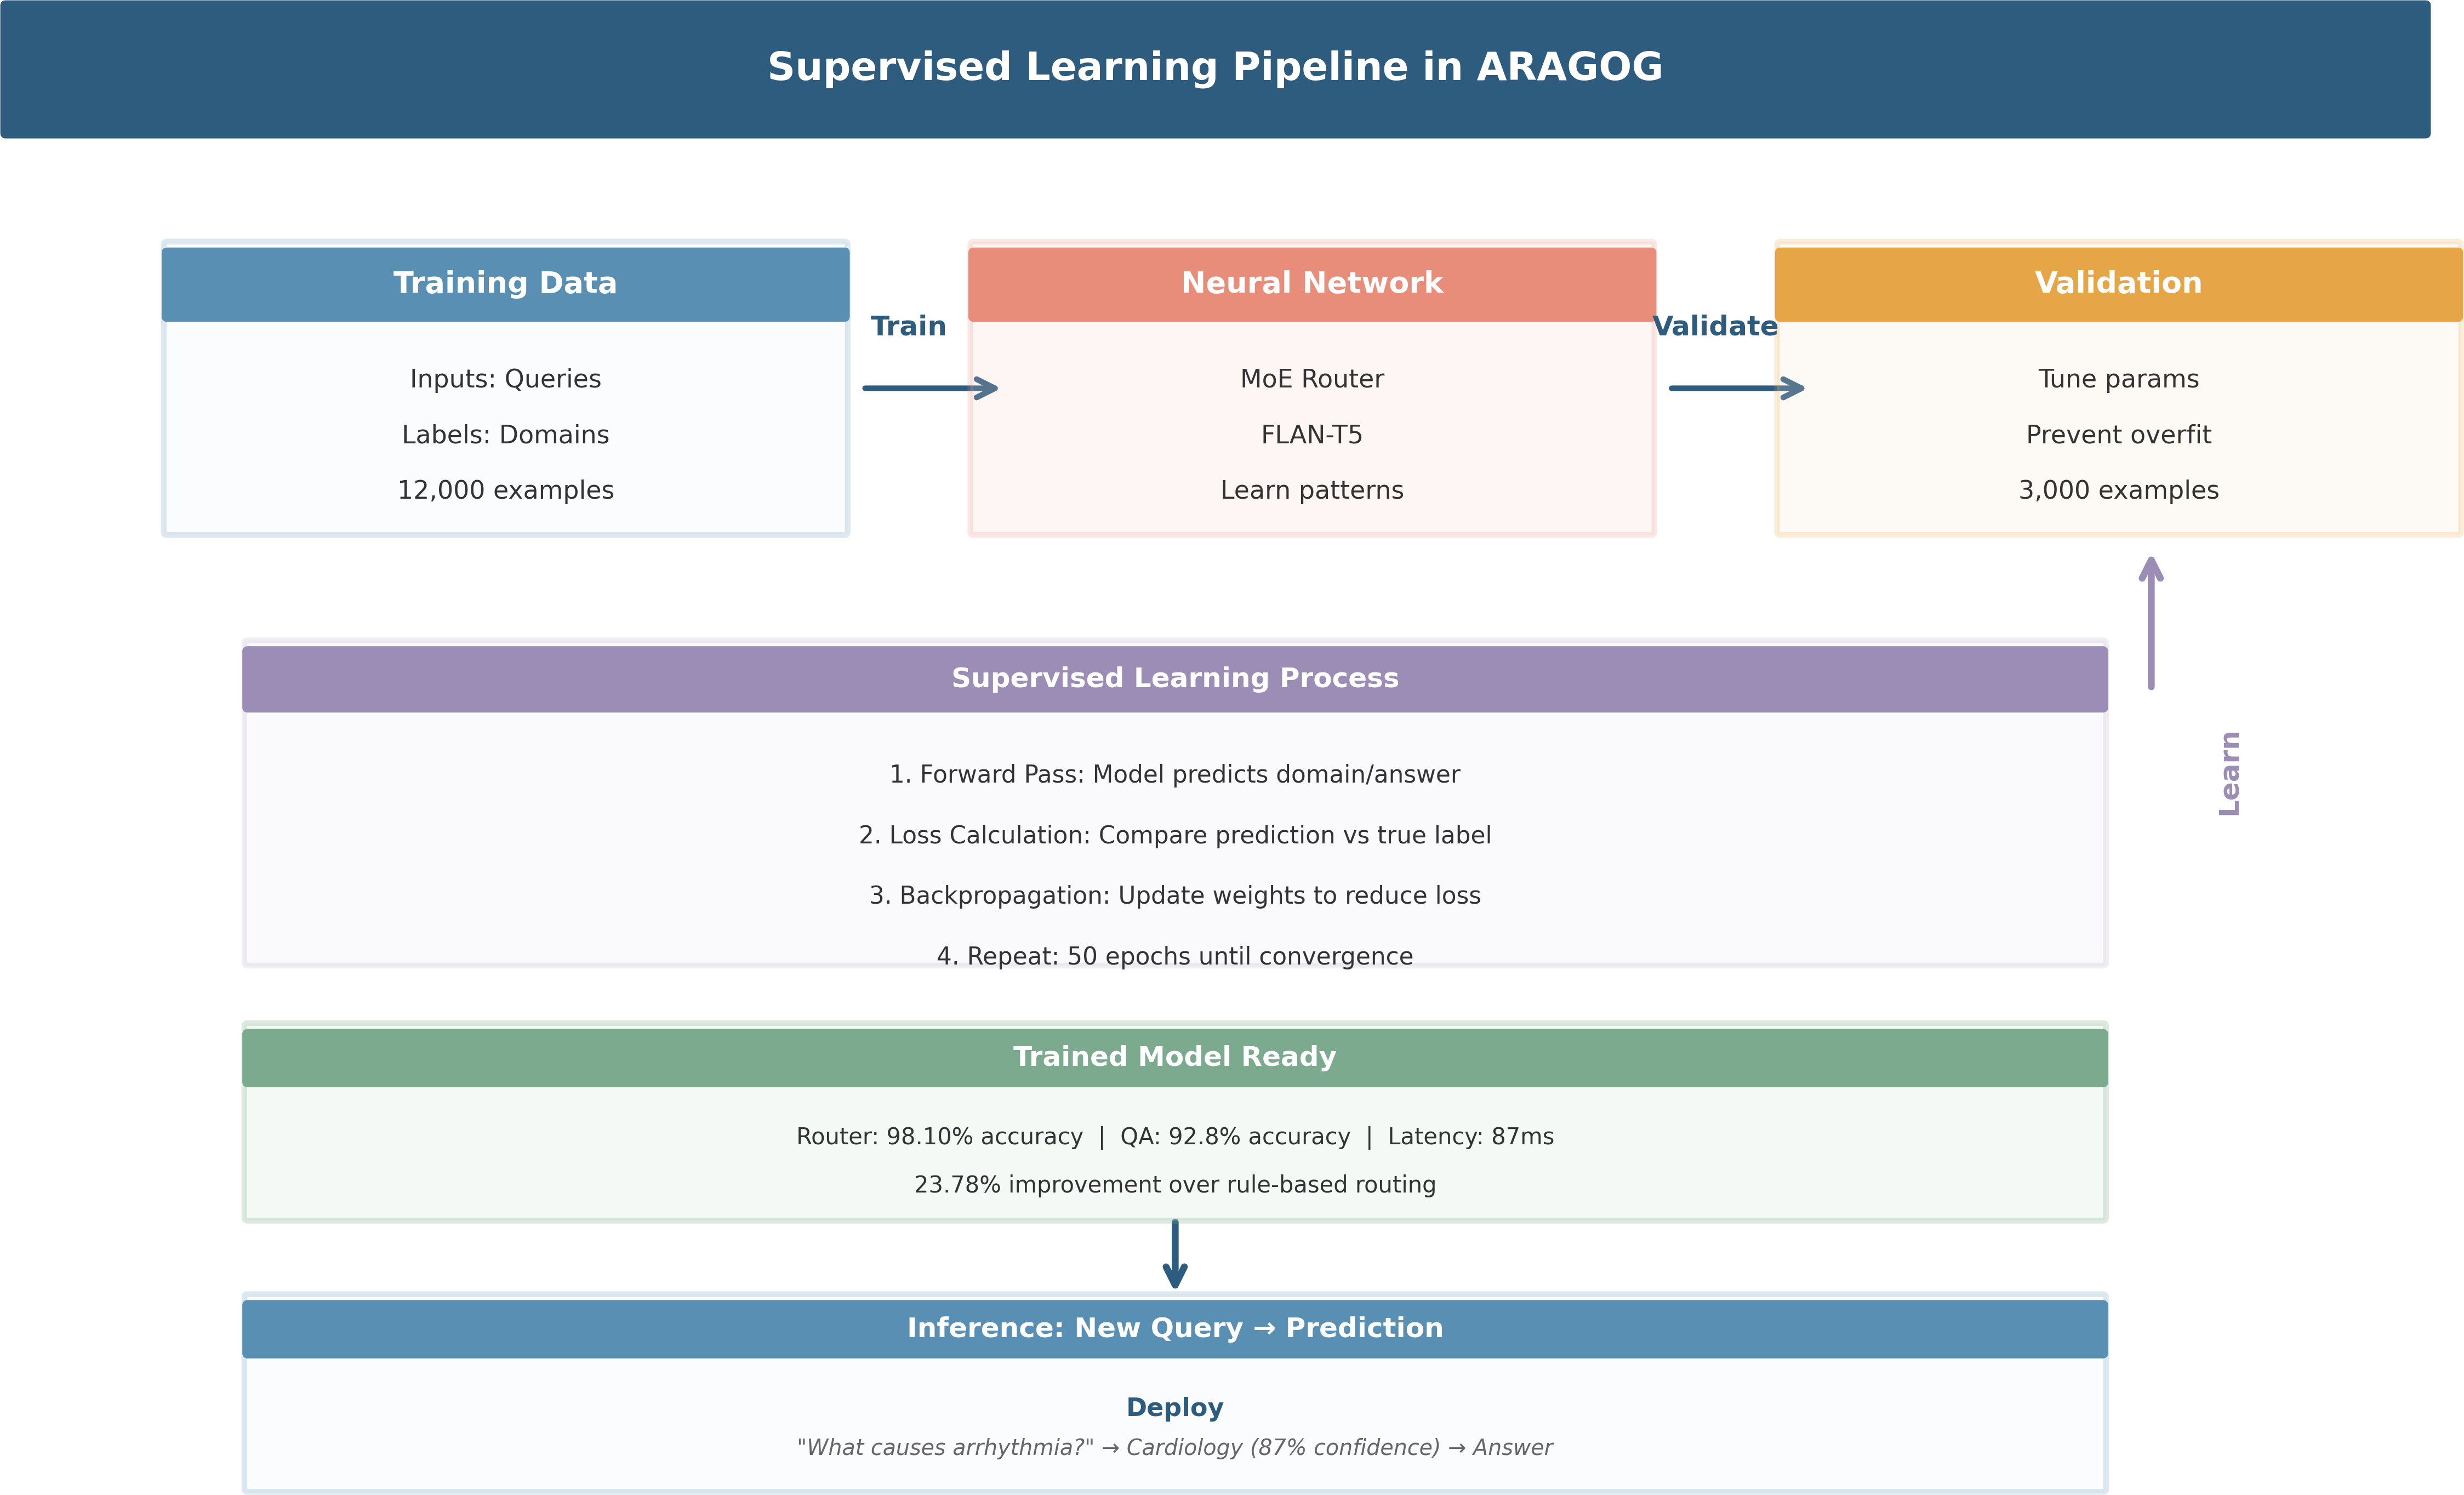 Supervised Learning Pipeline in ARAGOG
Training Data
Inputs: Queries
Labels: Domains
12,000 examples
Train
Neural Network
MoE Router
FLAN-T5
Learn patterns
Validate
Validation
Tune params
Prevent overfit
3,000 examples
Supervised Learning Process
1. Forward Pass: Model predicts domain/answer
2. Loss Calculation: Compare prediction vs true label
3. Backpropagation: Update weights to reduce loss
4. Repeat: 50 epochs until convergence
Learn
Trained Model Ready
Router: 98.10% accuracy | QA: 92.8% accuracy | Latency: 87ms
23.78% improvement over rule-based routing
Inference: New Query → Prediction
Deploy
"What causes arrhythmia?" → Cardiology (87% confidence) → Answer